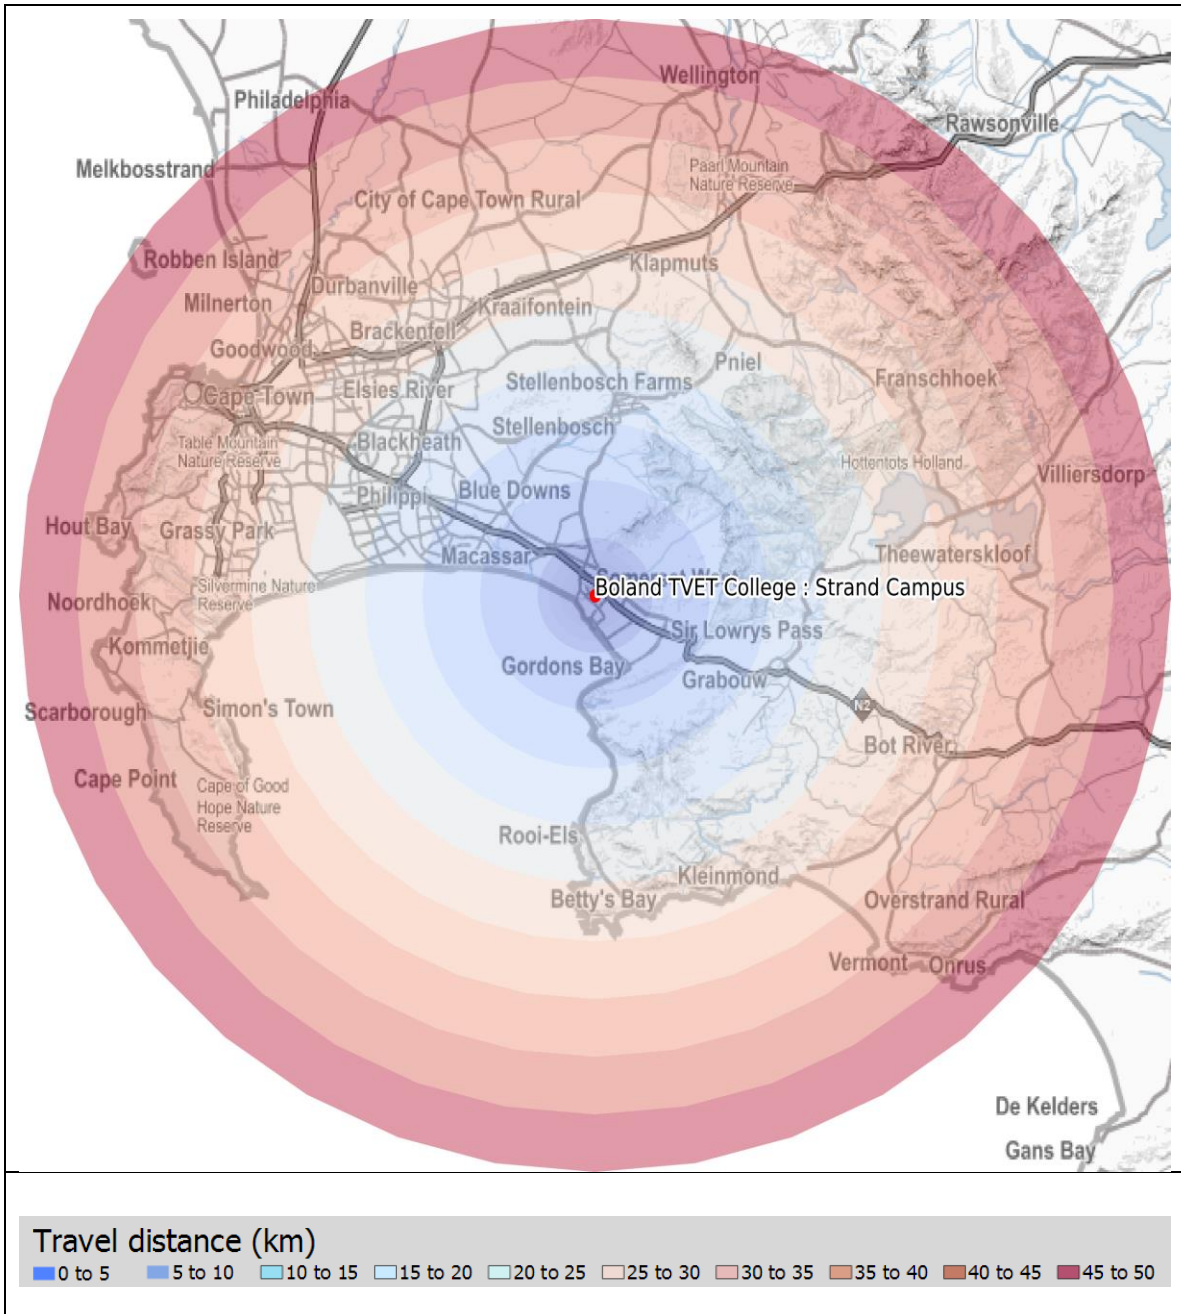 Wellington
Philadelphia
Rawsonville
Melkbosstrand
Paarl Mountain
Nature Reserve
City of Cape Town Rural
Robben Island
Klapmuts
Durbanville
Milnerton
Kraaifontein
Brackenfell
Goodwood
Pniel
Stellenbosch Farms
Franschhoek
Elsies River
Cape Town
Stellenbosch
Blackheath
Table Mountain
Nature Reserve
Hottentots Holland
Villiersdorp
Philippi
Blue Downs
Hout Bay
Grassy Park
Macassar
Theewaterskloof
Somerset West
Boland TVET College : Strand Campus
Silvermine Nature
Reserve
Noordhoek
Sir Lowrys Pass
Kommetjie
Gordons Bay
Grabouw
Scarborough
Simon's Town
N2
Bot River
Cape Point
Cape of Good
Hope Nature
Reserve
Rooi-Els
Kleinmond
Betty's Bay
Overstrand Rural
Vermont
Onrus
De Kelders
Gans Bay
Travel distance (km)
0 to 5 5 to 10 10 to 15 15 to 20 20 to 25 25 to 30 30 to 35 35 to 40 40 to 45 45 to 50